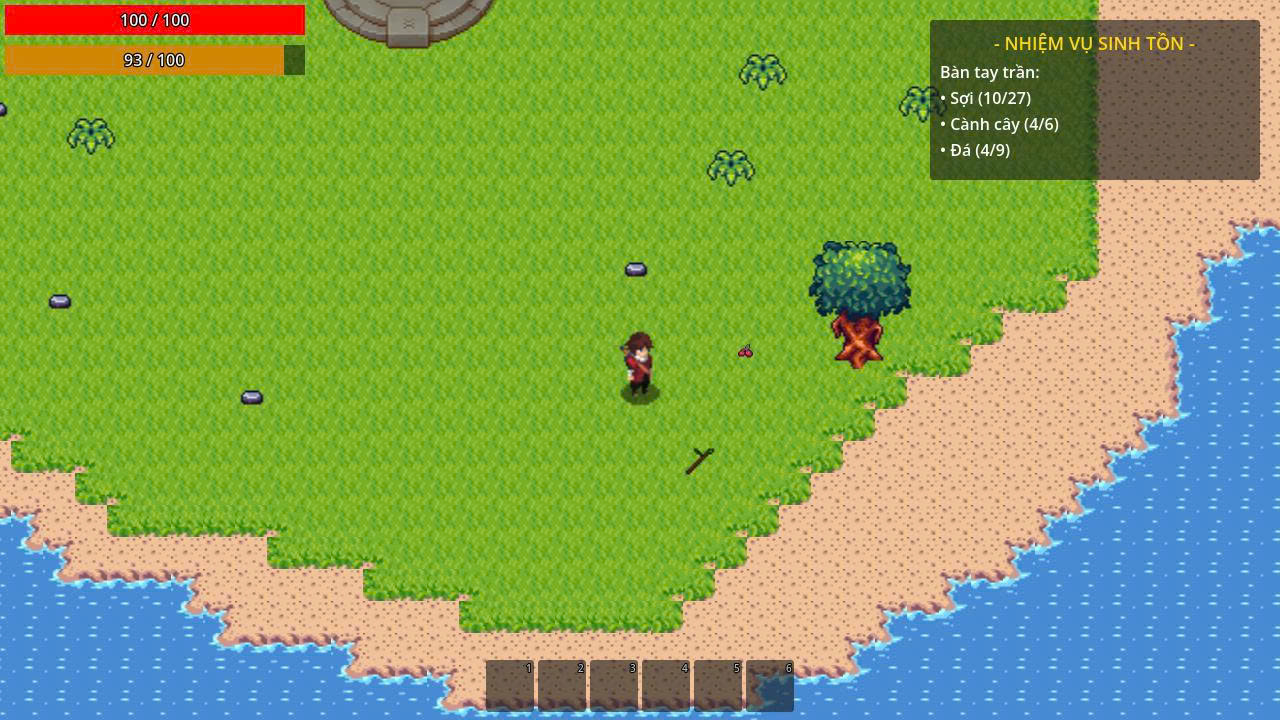 100 / 100
93 / 100
- NHIỆM VỤ SINH TỒN -
Bàn tay trần:
• Sợi (10/27)
• Cành cây (4/6)
• Đá (4/9)
1 2 3 4 5 6